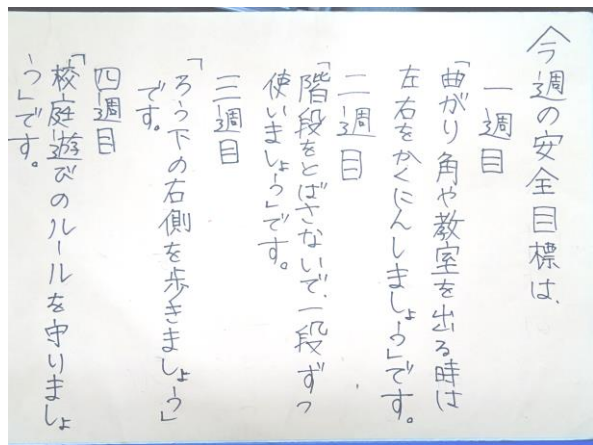 今週の安全目標は、
一週目
「曲がり角や教室を出る時は
左右をかくにんしましょう」です。
二週目
「階段をとばさないで、一段ずつ
使いましょう」です。
三週目
「ろう下の右側を歩きましょう」
です。
四週目
「校庭遊びのルールを守りましょ
う」です。